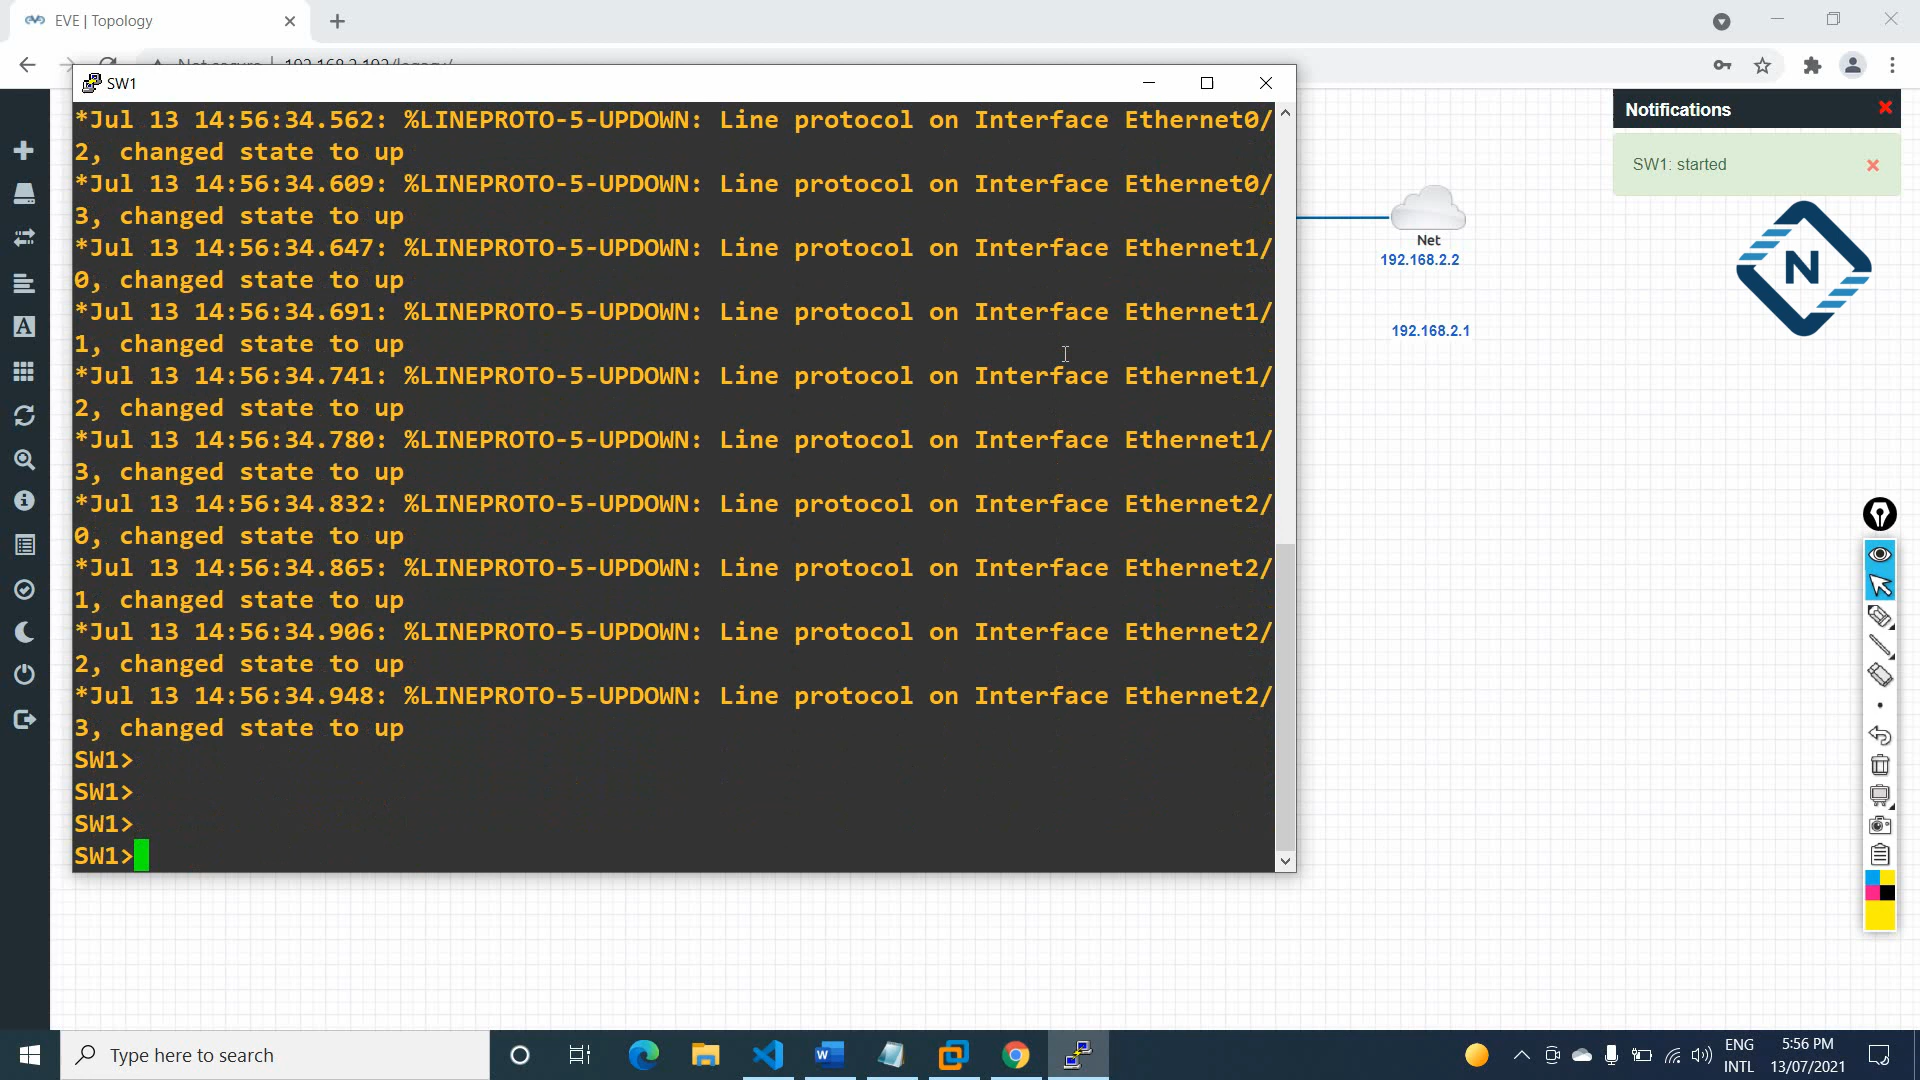 EVE | Topology
SW1
*Jul 13 14:56:34.562: %LINEPROTO-5-UPDOWN: Line protocol on Interface Ethernet0/
2, changed state to up
*Jul 13 14:56:34.609: %LINEPROTO-5-UPDOWN: Line protocol on Interface Ethernet0/
3, changed state to up
*Jul 13 14:56:34.647: %LINEPROTO-5-UPDOWN: Line protocol on Interface Ethernet1/
0, changed state to up
*Jul 13 14:56:34.691: %LINEPROTO-5-UPDOWN: Line protocol on Interface Ethernet1/
1, changed state to up
*Jul 13 14:56:34.741: %LINEPROTO-5-UPDOWN: Line protocol on Interface Ethernet1/
2, changed state to up
*Jul 13 14:56:34.780: %LINEPROTO-5-UPDOWN: Line protocol on Interface Ethernet1/
3, changed state to up
*Jul 13 14:56:34.832: %LINEPROTO-5-UPDOWN: Line protocol on Interface Ethernet2/
0, changed state to up
*Jul 13 14:56:34.865: %LINEPROTO-5-UPDOWN: Line protocol on Interface Ethernet2/
1, changed state to up
*Jul 13 14:56:34.906: %LINEPROTO-5-UPDOWN: Line protocol on Interface Ethernet2/
2, changed state to up
*Jul 13 14:56:34.948: %LINEPROTO-5-UPDOWN: Line protocol on Interface Ethernet2/
3, changed state to up
SW1>
SW1>
SW1>
SW1>
Net
192.168.2.2
192.168.2.1
Notifications
SW1: started
N
Type here to search
ENG
INTL
5:56 PM
13/07/2021